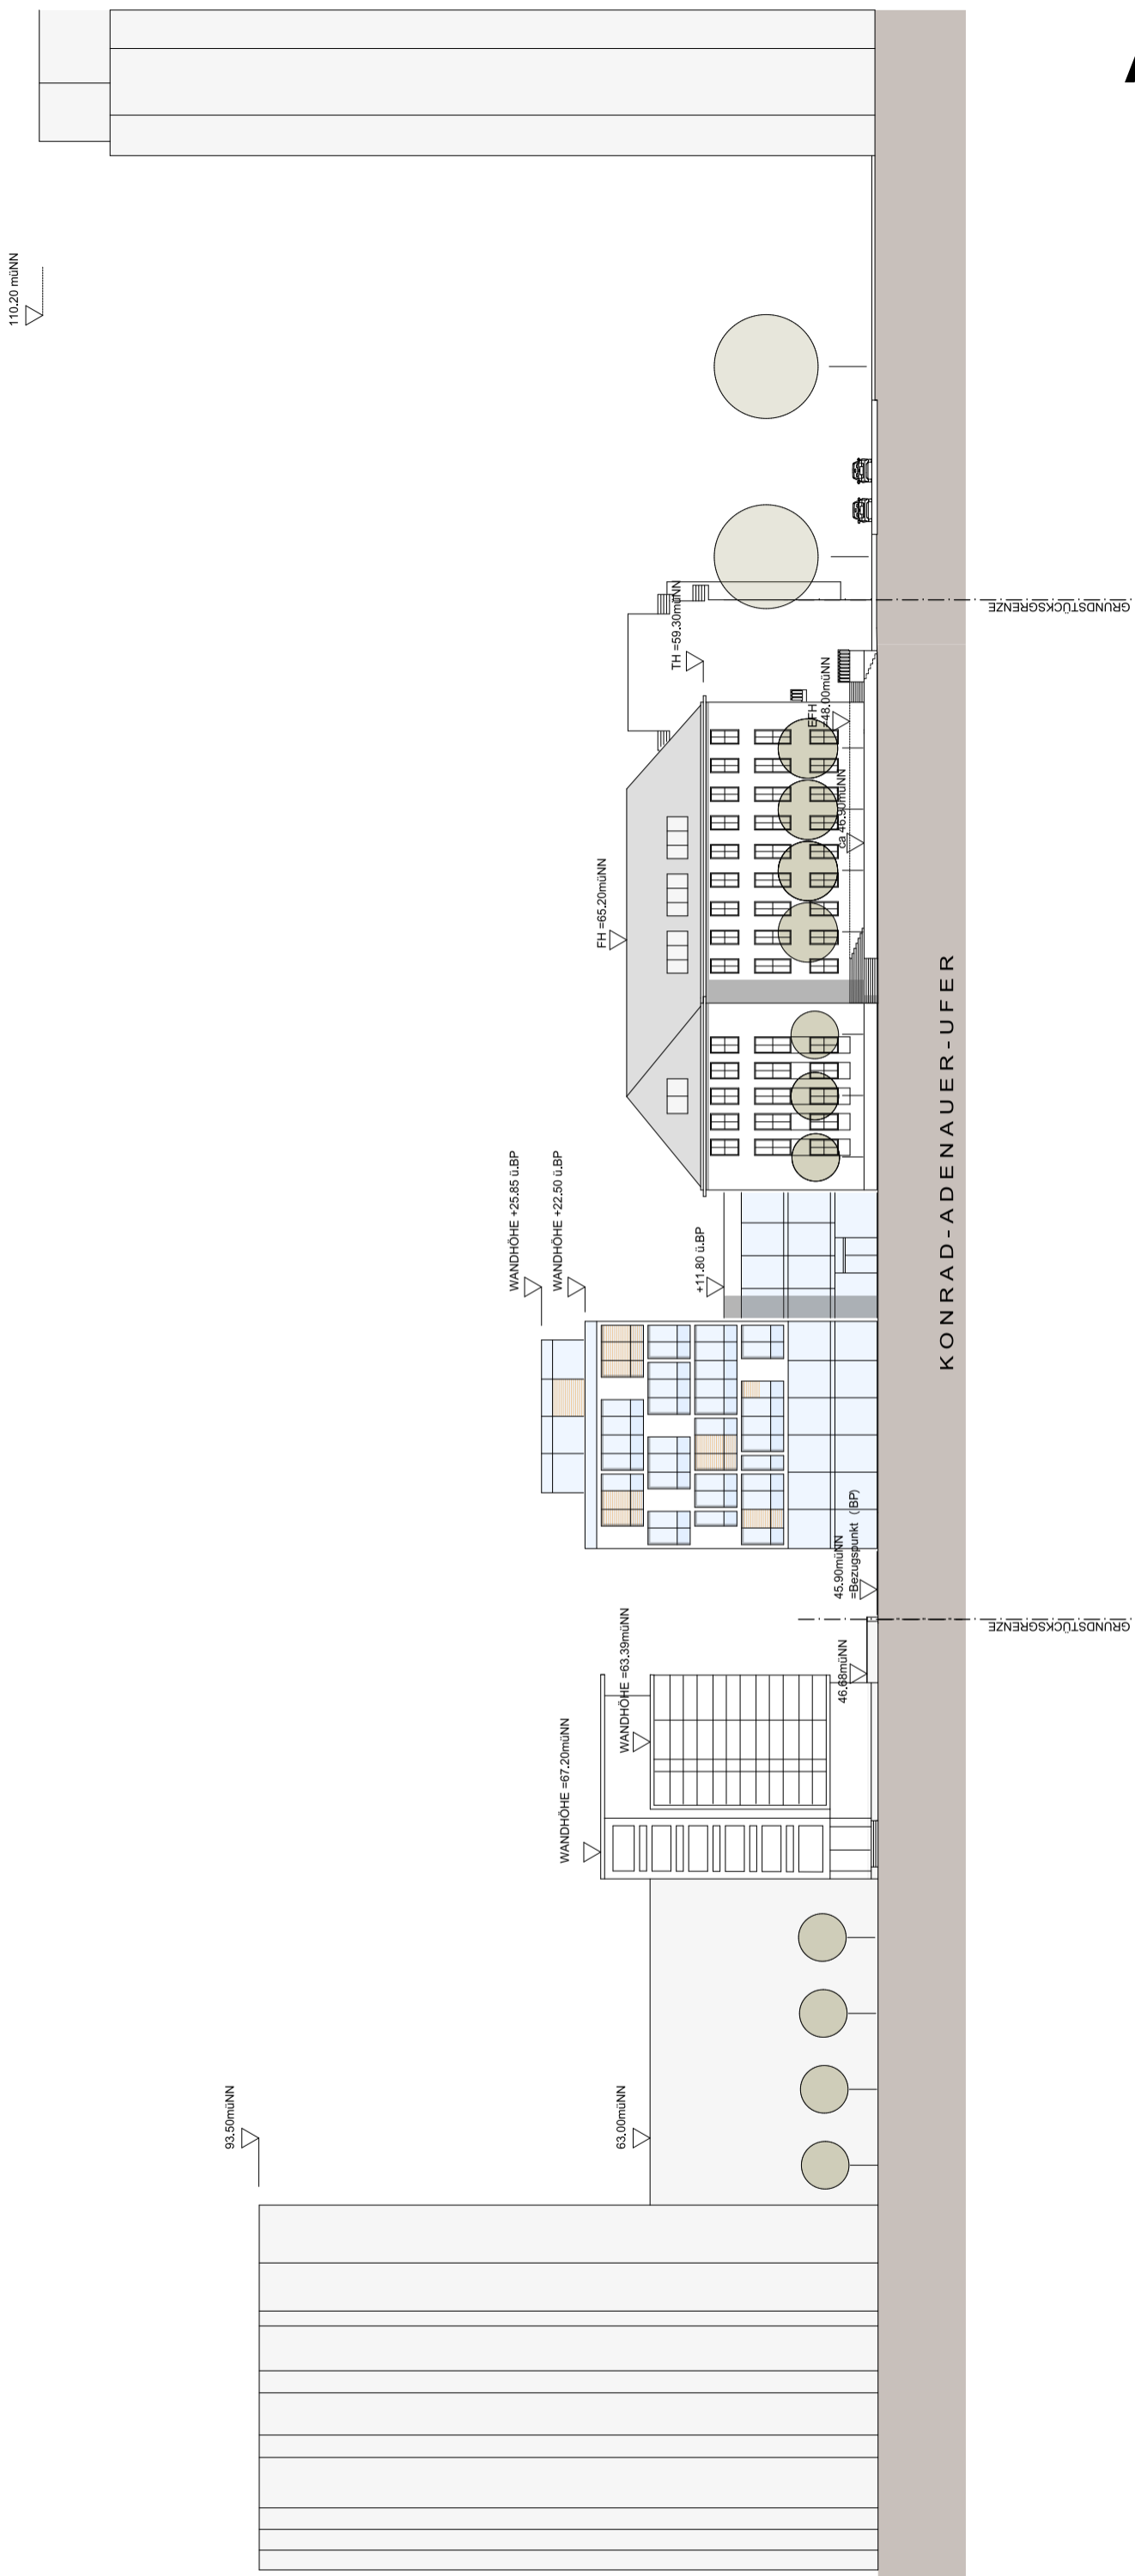 93.50müNN
63.00müNN
WANDHÖHE =67.20müNN
WANDHÖHE =63.39müNN
46.68müNN
GRUNDSTÜCKSGRENZE
45.90müNN
=Bezugspunkt (BP)
WANDHÖHE +25.85 ü.BP
WANDHÖHE +22.50 ü.BP
+11.80 ü.BP
KONRAD-ADENAUER-UFER
FH =65.20müNN
ca 46.90müNN
EFH
=48.00müNN
TH =59.30müNN
GRUNDSTÜCKSGRENZE
110.20 müNN